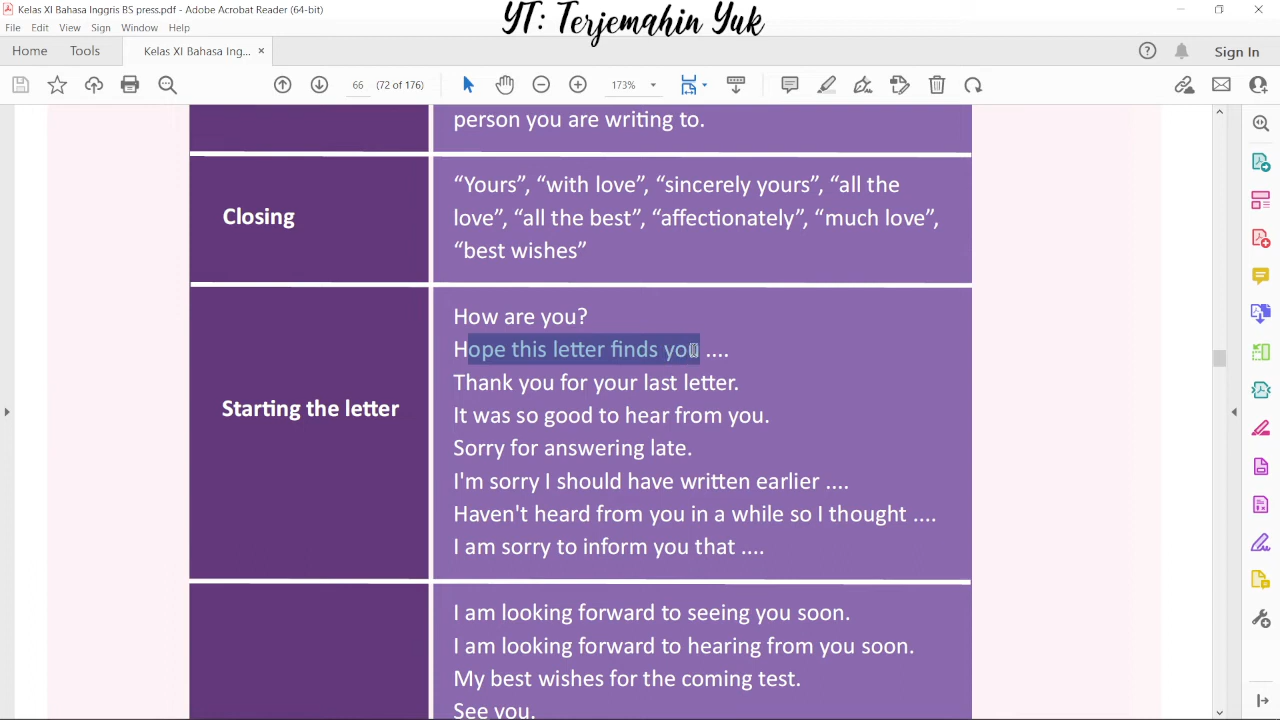 Kelas XI Bahasa Inggris BS press.pdf - Adobe Acrobat Reader (64-bit)
YT: Terjemahin Yuk
File Edit View Sign Window Help
Home Tools Kelas XI Bahasa Ing... × Sign In
66 (72 of 176) 173%
person you are writing to.
Closing
“Yours”, “with love”, “sincerely yours”, “all the
love”, “all the best”, “affectionately”, “much love”,
“best wishes”
Starting the letter
How are you?
Hope this letter finds you ....
Thank you for your last letter.
It was so good to hear from you.
Sorry for answering late.
I'm sorry I should have written earlier ....
Haven't heard from you in a while so I thought ....
I am sorry to inform you that ....
I am looking forward to seeing you soon.
I am looking forward to hearing from you soon.
My best wishes for the coming test.
See you.